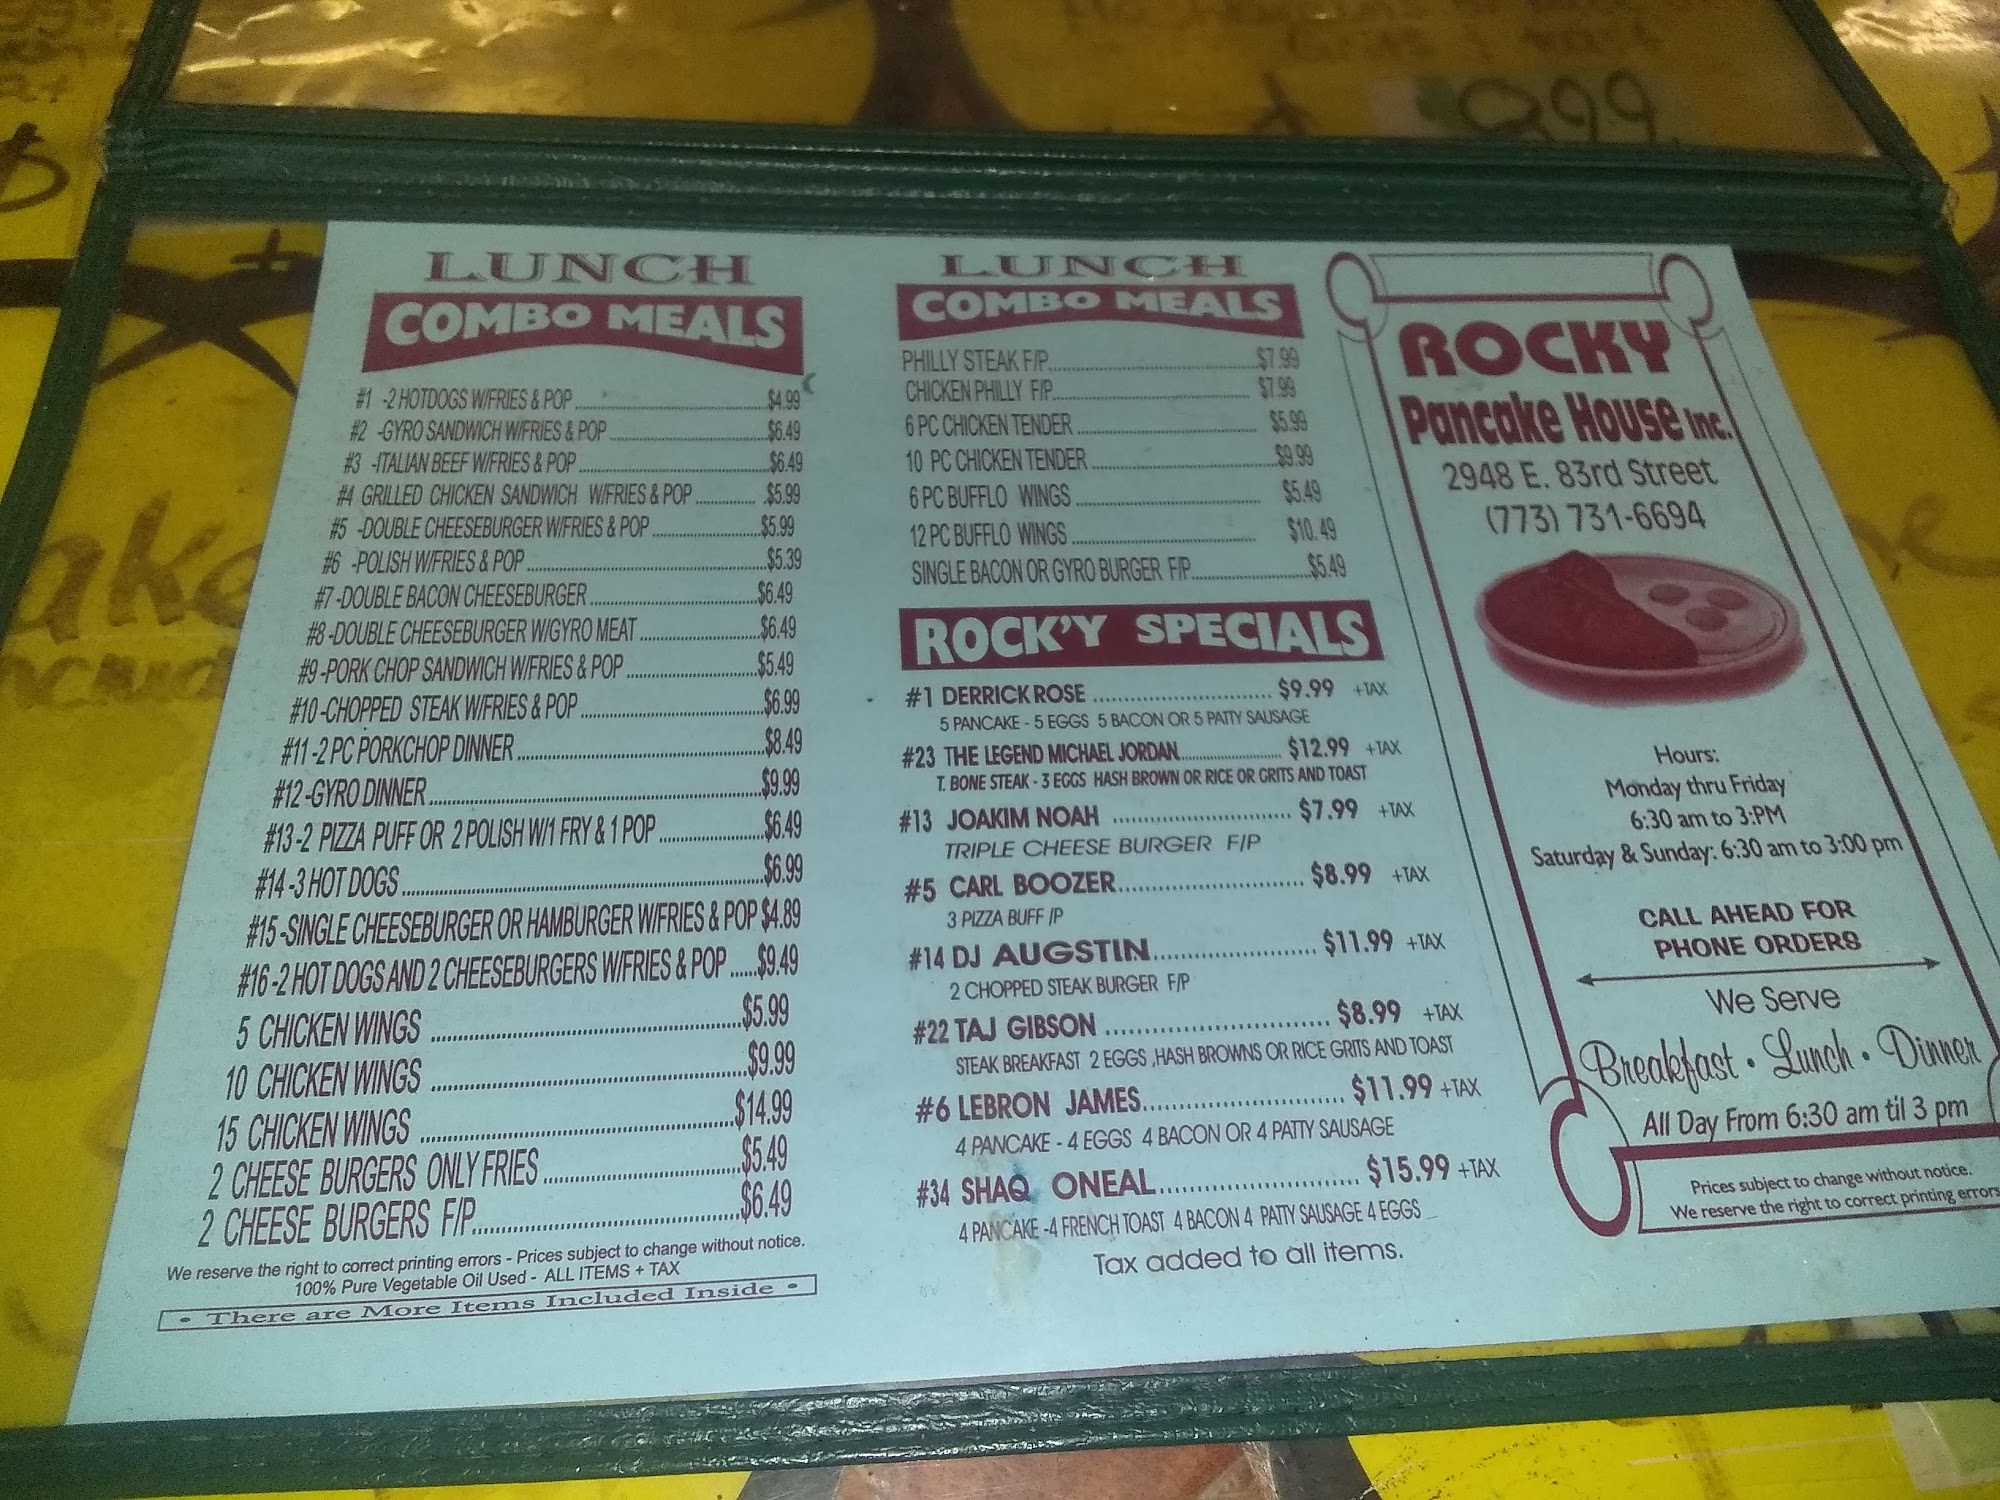 899
ake
LUNCH
COMBO MEALS
#1 -2 HOTDOGS W/FRIES & POP $4.99
#2 -GYRO SANDWICH W/FRIES & POP $6.49
#3 -ITALIAN BEEF W/FRIES & POP $6.49
#4 GRILLED CHICKEN SANDWICH W/FRIES & POP $5.99
#5 -DOUBLE CHEESEBURGER W/FRIES & POP $5.99
#6 -POLISH W/FRIES & POP $5.39
#7 -DOUBLE BACON CHEESEBURGER $6.49
#8 -DOUBLE CHEESEBURGER W/GYRO MEAT $6.49
#9 -PORK CHOP SANDWICH W/FRIES & POP $5.49
#10 -CHOPPED STEAK W/FRIES & POP $6.99
#11 -2 PC PORKCHOP DINNER $8.49
#12 -GYRO DINNER $9.99
#13 -2 PIZZA PUFF OR 2 POLISH W/1 FRY & 1 POP $6.49
#14 -3 HOT DOGS $6.99
#15 -SINGLE CHEESEBURGER OR HAMBURGER W/FRIES & POP $4.89
#16 -2 HOT DOGS AND 2 CHEESEBURGERS W/FRIES & POP $9.49
5 CHICKEN WINGS $5.99
10 CHICKEN WINGS $9.99
15 CHICKEN WINGS $14.99
2 CHEESE BURGERS ONLY FRIES $5.49
2 CHEESE BURGERS F/P $6.49
We reserve the right to correct printing errors - Prices subject to change without notice.
100% Pure Vegetable Oil Used - ALL ITEMS + TAX
• There are More Items Included Inside •
LUNCH
COMBO MEALS
PHILLY STEAK F/P $7.99
CHICKEN PHILLY F/P $7.99
6 PC CHICKEN TENDER $5.99
10 PC CHICKEN TENDER $9.99
6 PC BUFFLO WINGS $5.49
12 PC BUFFLO WINGS $10.49
SINGLE BACON OR GYRO BURGER F/P $5.49
ROCK'Y SPECIALS
#1 DERRICK ROSE $9.99 +TAX
5 PANCAKE - 5 EGGS 5 BACON OR 5 PATTY SAUSAGE
#23 THE LEGEND MICHAEL JORDAN $12.99 +TAX
T. BONE STEAK - 3 EGGS HASH BROWN OR RICE OR GRITS AND TOAST
#13 JOAKIM NOAH $7.99 +TAX
TRIPLE CHEESE BURGER F/P
#5 CARL BOOZER $8.99 +TAX
3 PIZZA BUFF /P
#14 DJ AUGSTIN $11.99 +TAX
2 CHOPPED STEAK BURGER F/P
#22 TAJ GIBSON $8.99 +TAX
STEAK BREAKFAST 2 EGGS ,HASH BROWNS OR RICE GRITS AND TOAST
#6 LEBRON JAMES $11.99 +TAX
4 PANCAKE - 4 EGGS 4 BACON OR 4 PATTY SAUSAGE
#34 SHAQ ONEAL $15.99 +TAX
4 PANCAKE -4 FRENCH TOAST 4 BACON 4 PATTY SAUSAGE 4 EGGS
Tax added to all items.
ROCKY
Pancake House inc.
2948 E. 83rd Street
(773) 731-6694
Hours:
Monday thru Friday
6:30 am to 3:PM
Saturday & Sunday: 6:30 am to 3:00 pm
CALL AHEAD FOR
PHONE ORDERS
We Serve
Breakfast • Lunch • Dinner
All Day From 6:30 am til 3 pm
Prices subject to change without notice.
We reserve the right to correct printing errors